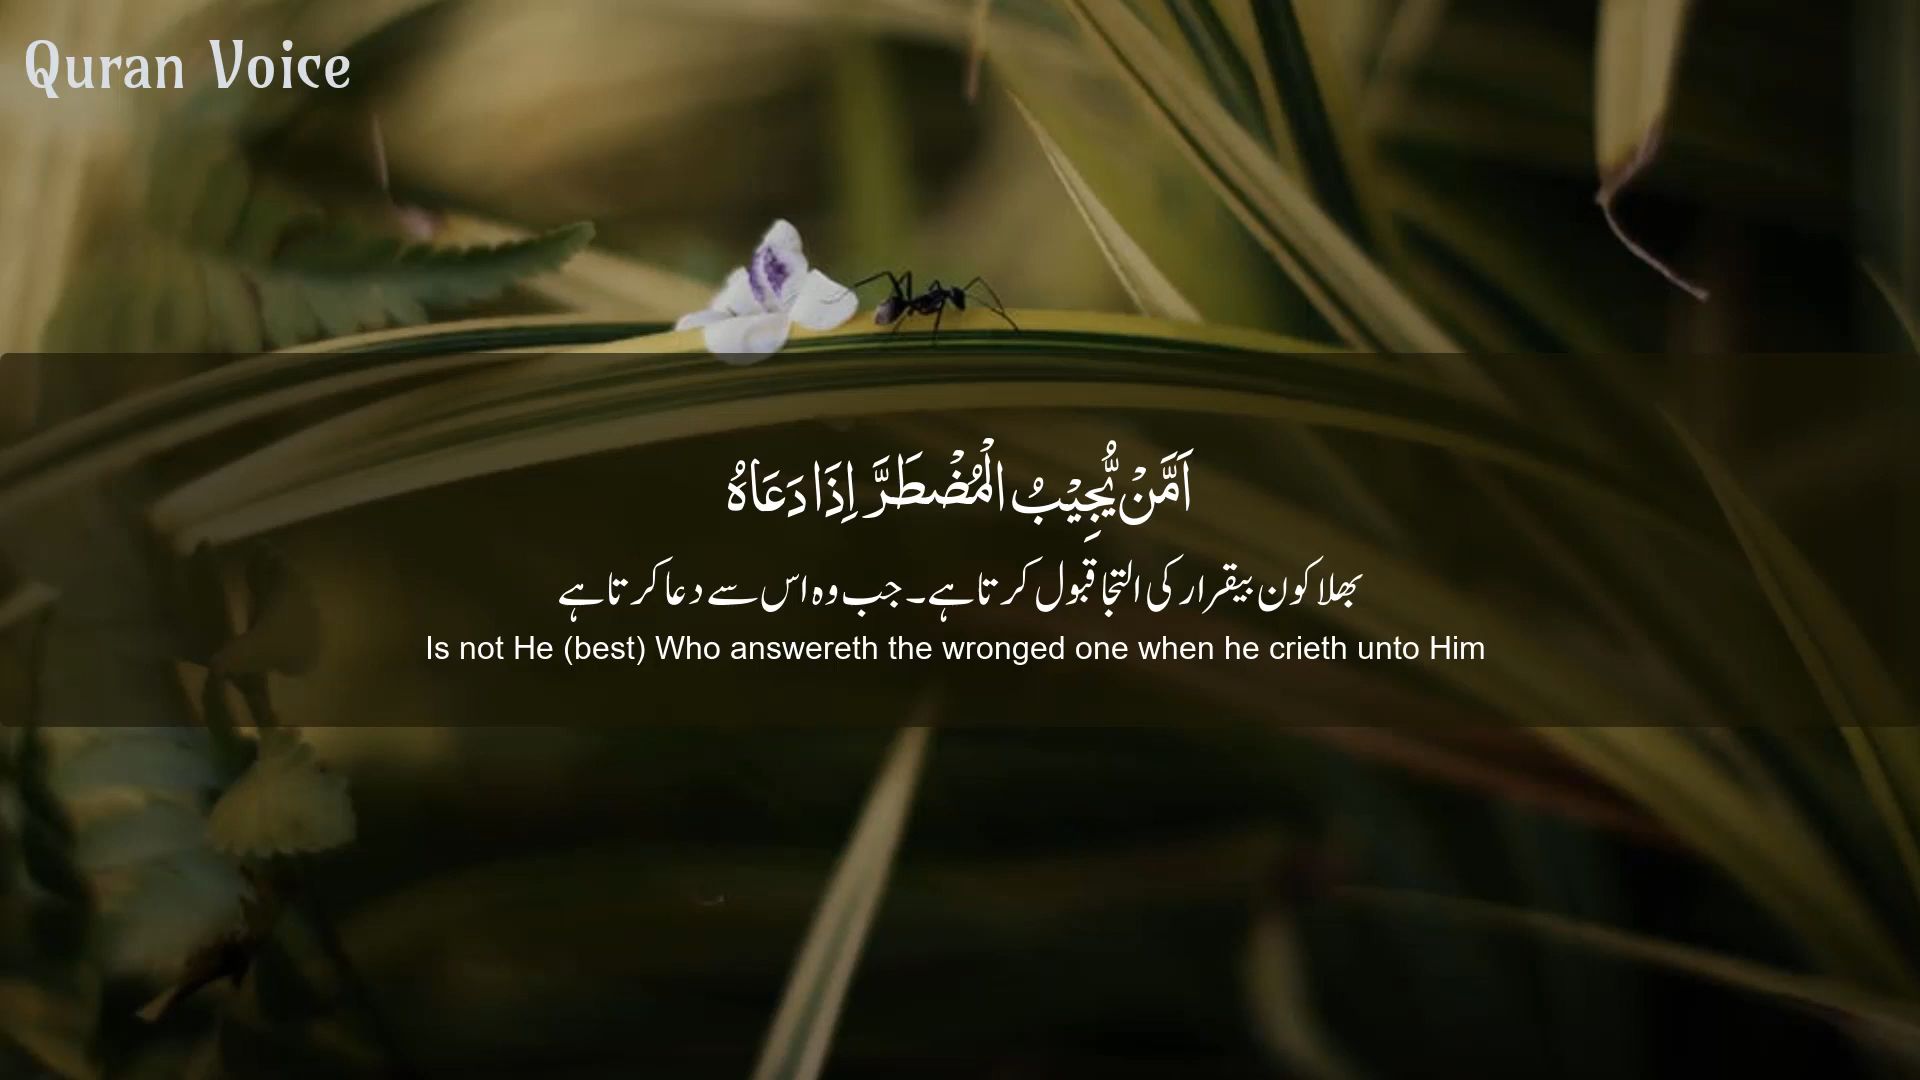 Quran Voice
اَمَّنْ يُّجِيْبُ الْمُضْطَرَّ اِذَا دَعَاهُ
بھلا کون بیقرار کی التجا قبول کرتا ہے۔ جب وہ اس سے دعا کرتا ہے
Is not He (best) Who answereth the wronged one when he crieth unto Him